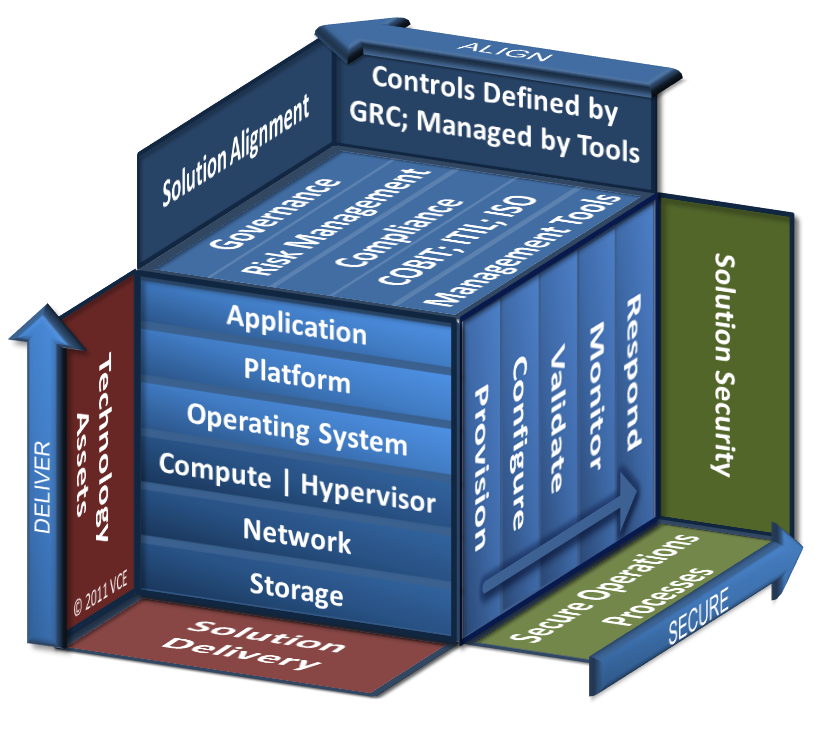 ALIGN
Controls Defined by
GRC; Managed by Tools
Solution Alignment
Governance
Risk Management
Compliance
COBIT; ITIL; ISO
Management Tools
Application
Platform
Operating System
Compute | Hypervisor
Network
Storage
Provision
Configure
Validate
Monitor
Respond
Solution Security
DELIVER
Technology
Assets
© 2011 VCE
Solution
Delivery
Secure Operations
Processes
SECURE